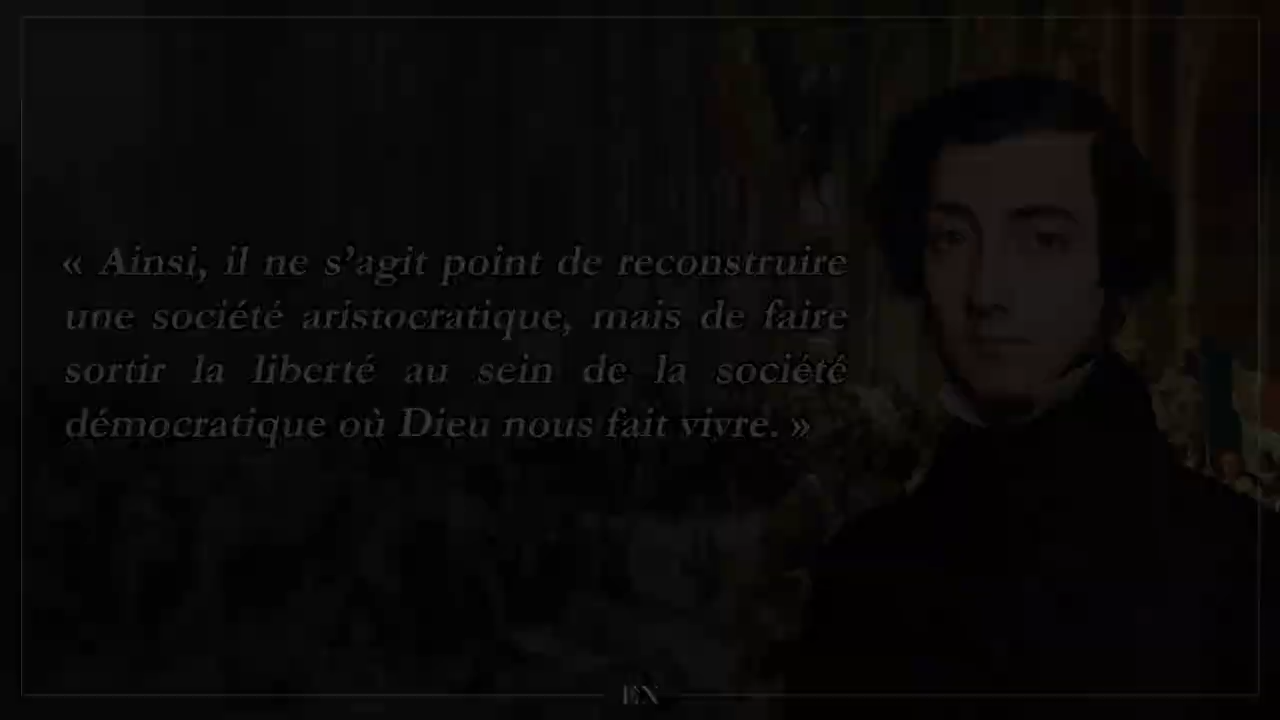 « Ainsi, il ne s’agit point de reconstruire
une société aristocratique, mais de faire
sortir la liberté au sein de la société
démocratique où Dieu nous fait vivre. »
EX